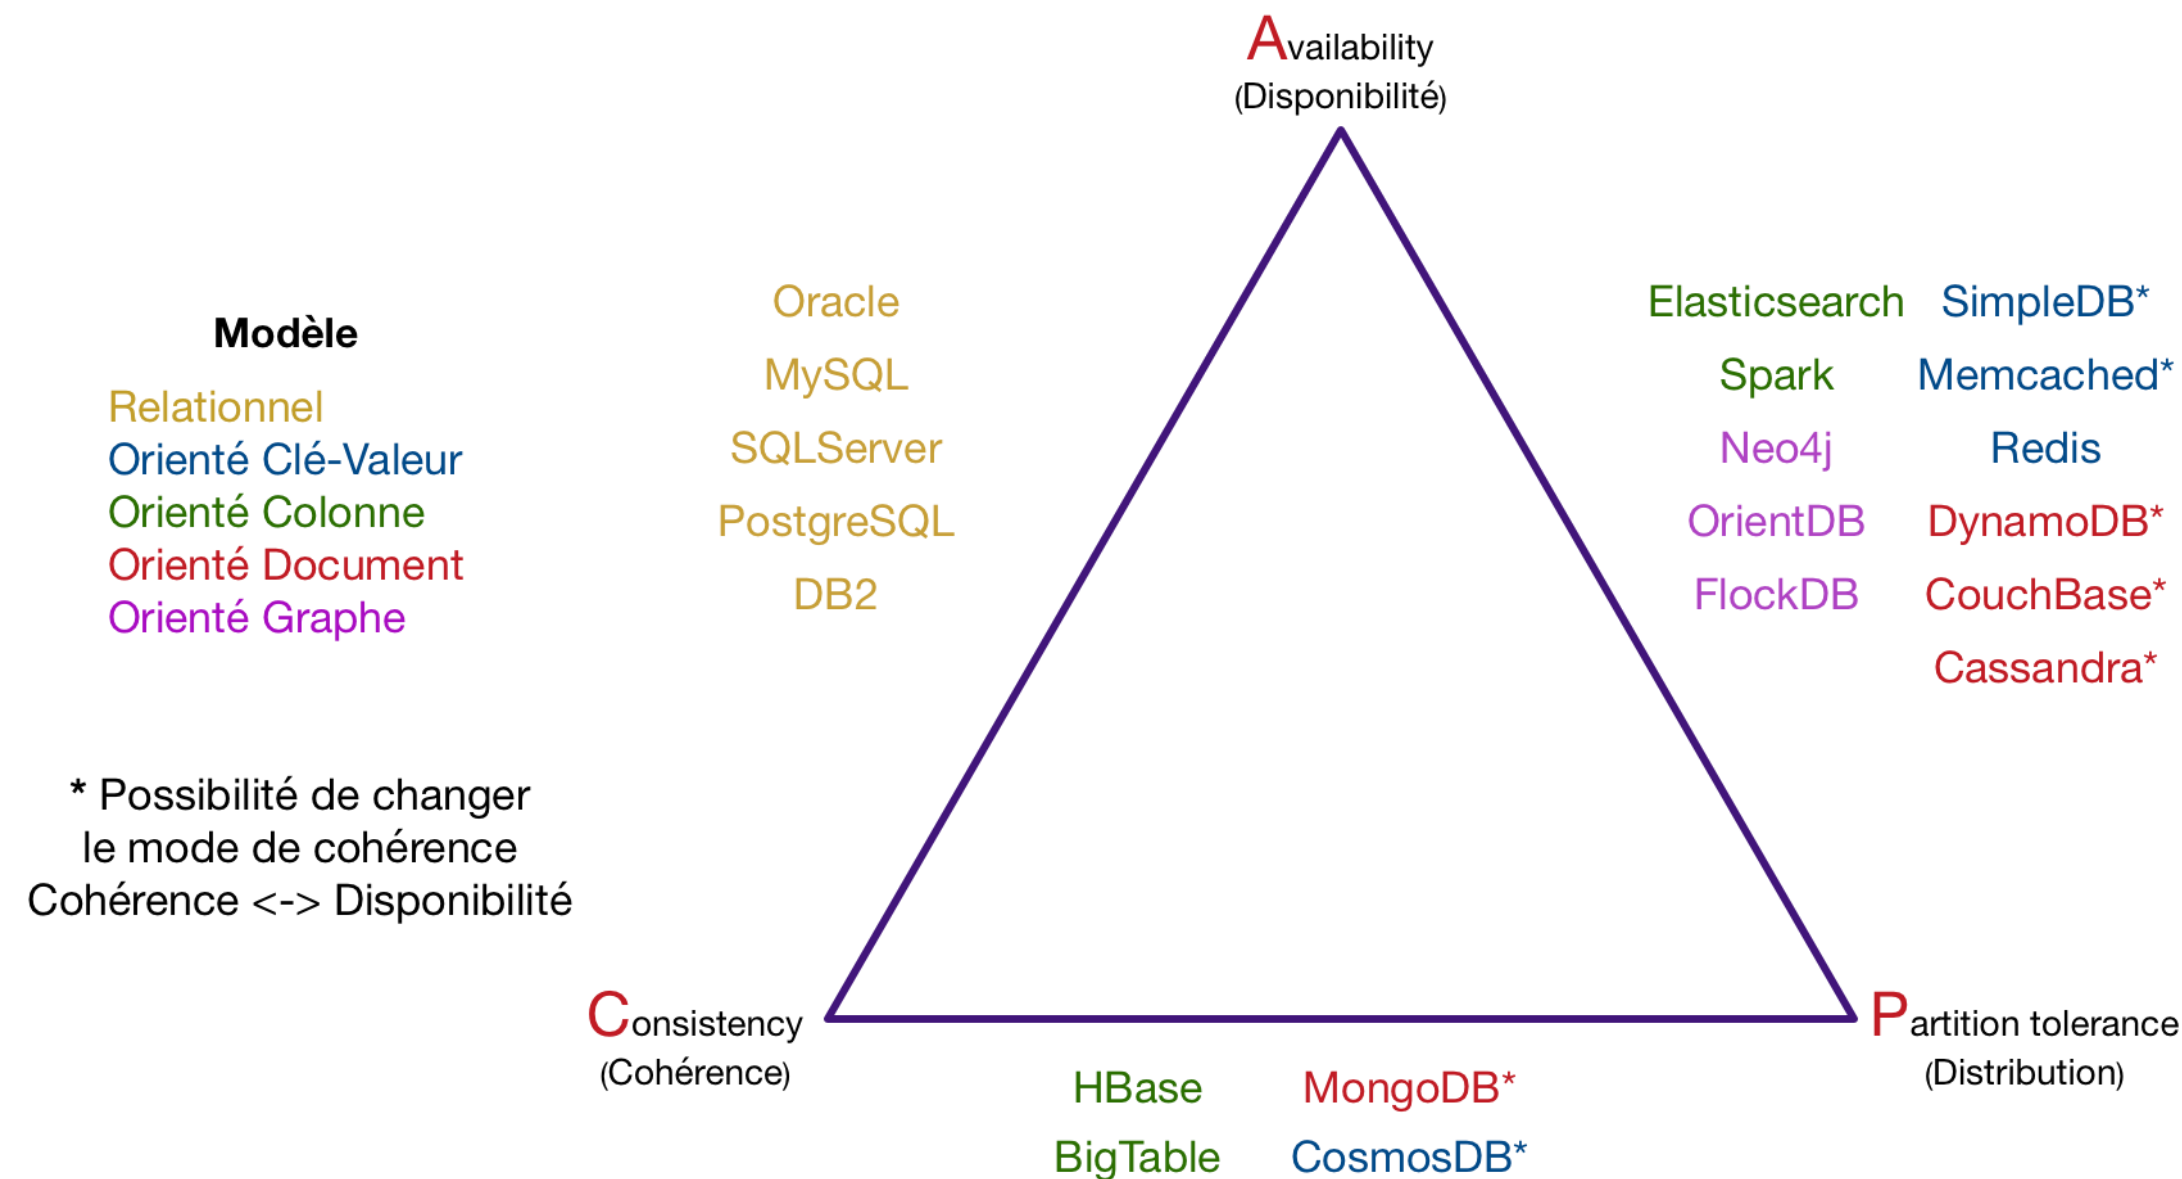 Availability
(Disponibilité)
Modèle
Relationnel
Orienté Clé-Valeur
Orienté Colonne
Orienté Document
Orienté Graphe
* Possibilité de changer
le mode de cohérence
Cohérence <-> Disponibilité
Oracle
MySQL
SQLServer
PostgreSQL
DB2
Elasticsearch SimpleDB*
Spark Memcached*
Neo4j Redis
OrientDB DynamoDB*
FlockDB CouchBase*
Cassandra*
Consistency
(Cohérence)
Partition tolerance
(Distribution)
HBase MongoDB*
BigTable CosmosDB*